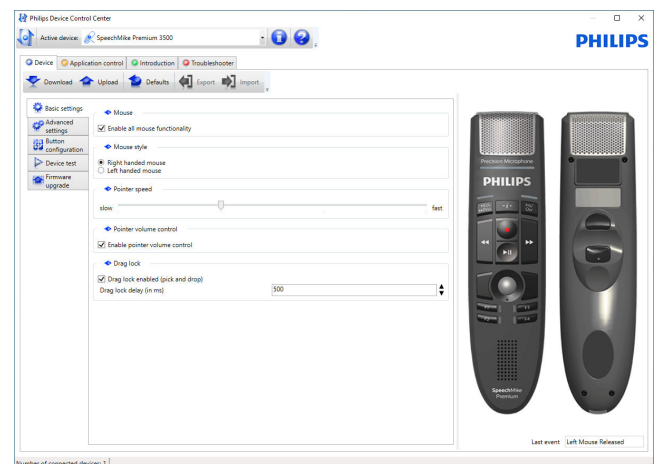 Philips Device Control Center
Active device: SpeechMike Premium 3500
PHILIPS
Device Application control Introduction Troubleshooter
Download Upload Defaults Export Import
Basic settings
Advanced settings
Button configuration
Device test
Firmware upgrade
Mouse
Enable all mouse functionality
Mouse style
Right handed mouse
Left handed mouse
Pointer speed
slow fast
Pointer volume control
Enable pointer volume control
Drag lock
Drag lock enabled (pick and drop)
Drag lock delay (in ms) 500
Precision Microphone
PHILIPS
SpeechMike
Premium
Last event Left Mouse Released
Number of connected devices: 1